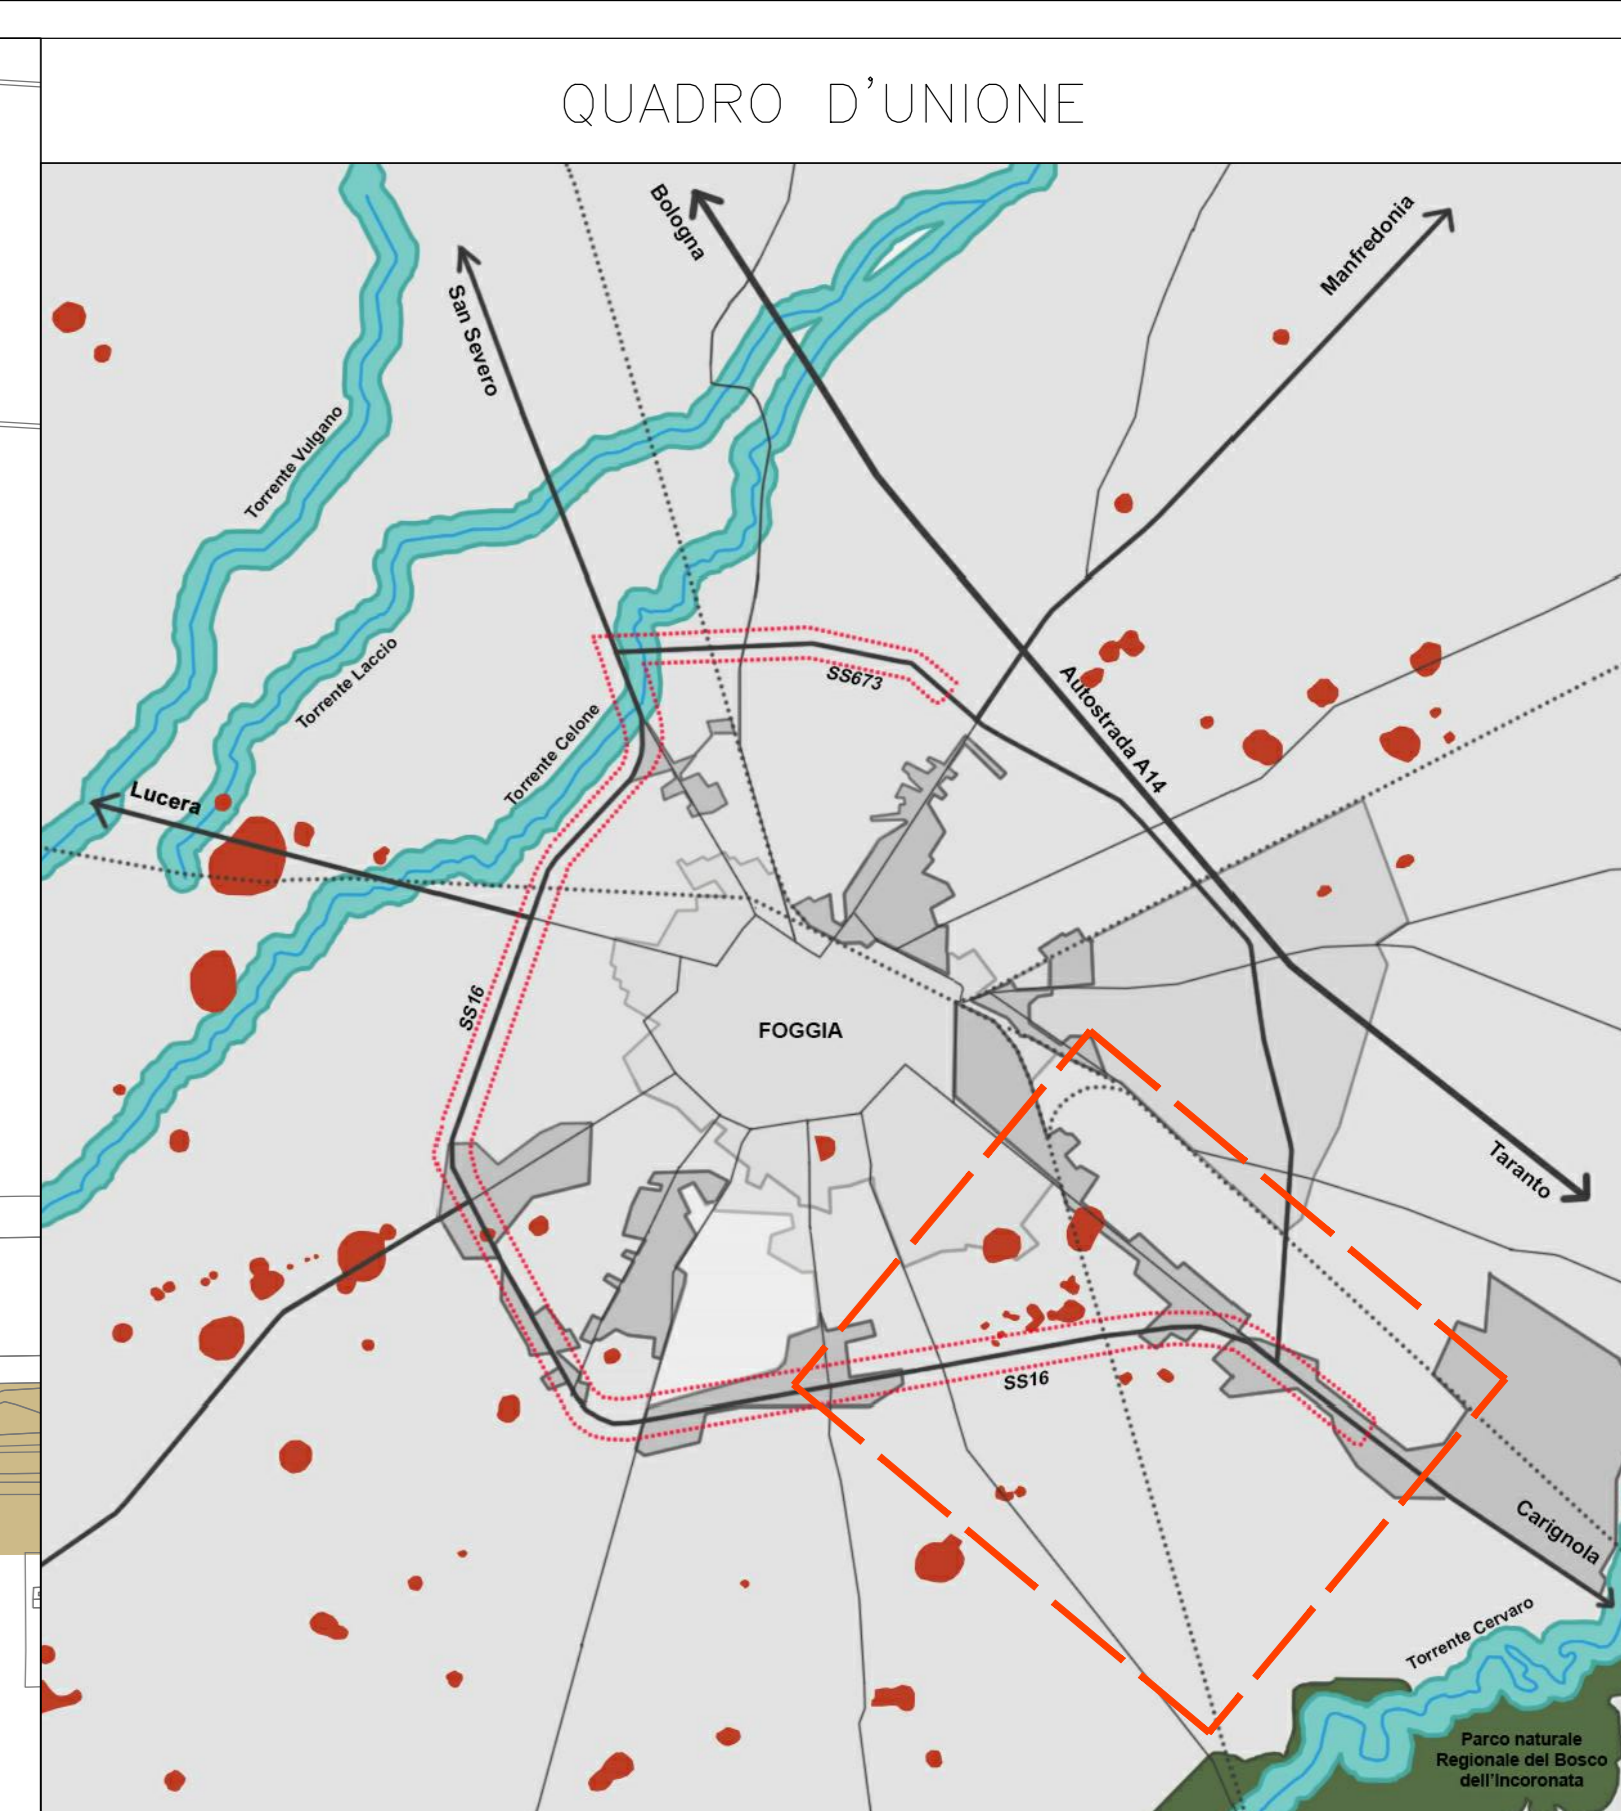 QUADRO D'UNIONE
Bologna
Manfredonia
San Severo
Torrente Vulgano
Torrente Laccio
SS673
Autostrada A14
Torrente Celone
Lucera
SS16
FOGGIA
Taranto
SS16
Carignola
Torrente Cervaro
Parco naturale
Regionale del Bosco
dell'Incoronata